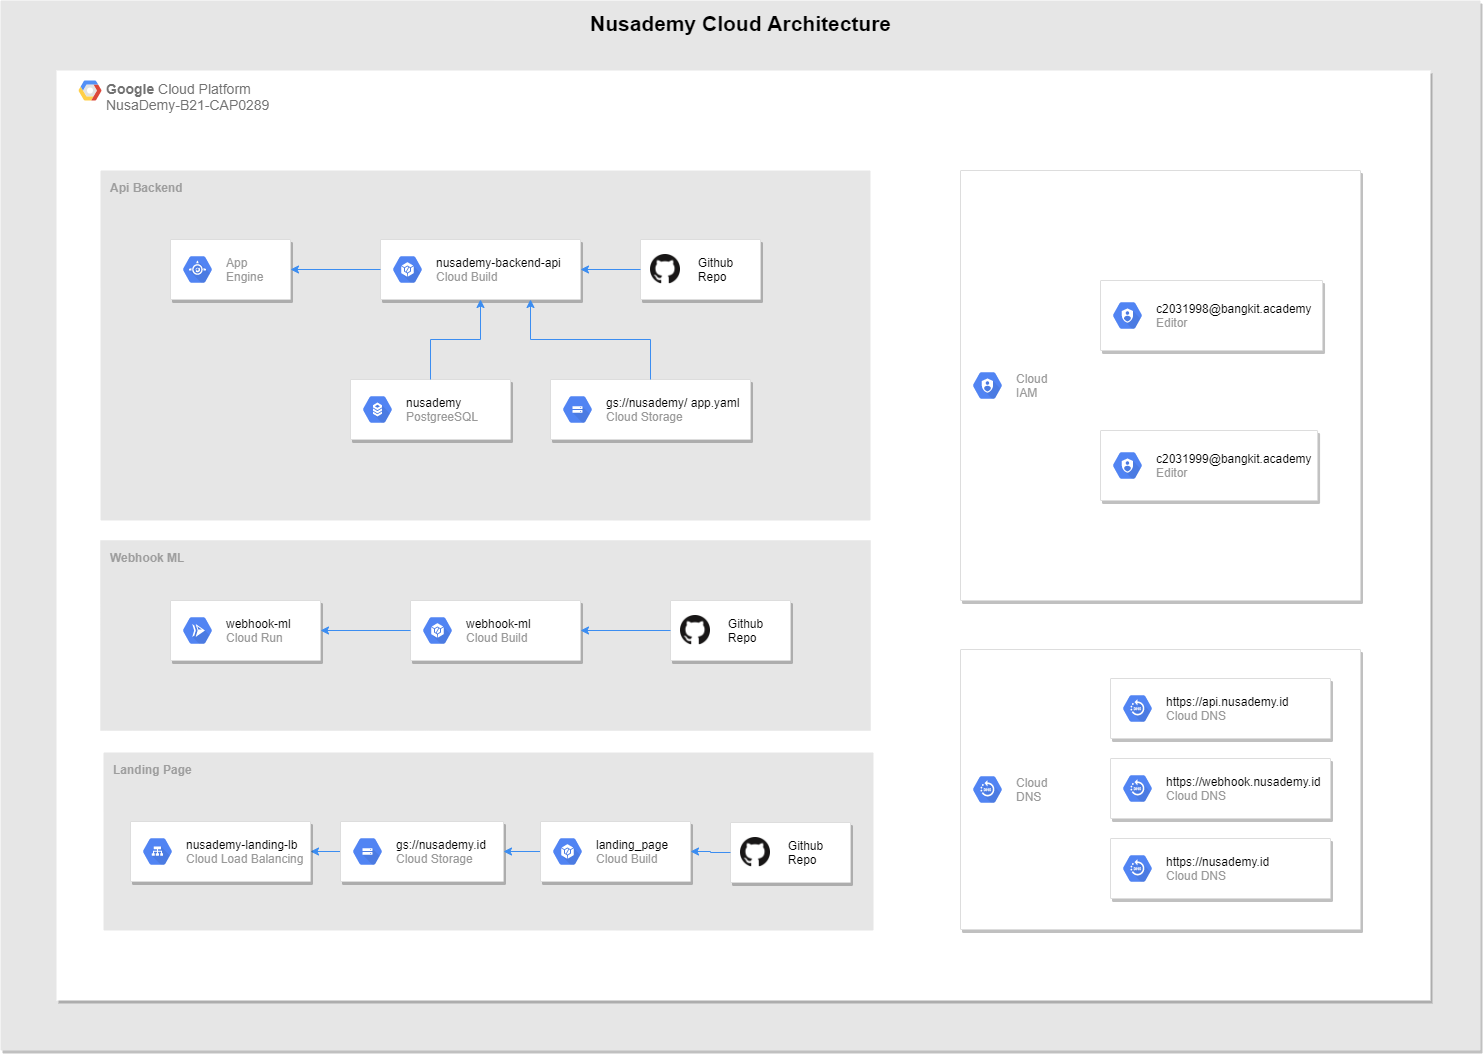 Nusademy Cloud Architecture
Google Cloud Platform
NusaDemy-B21-CAP0289
Api Backend
App
Engine
nusademy-backend-api
Cloud Build
Github
Repo
nusademy
PostgreeSQL
gs://nusademy/ app.yaml
Cloud Storage
Webhook ML
webhook-ml
Cloud Run
webhook-ml
Cloud Build
Github
Repo
Landing Page
nusademy-landing-lb
Cloud Load Balancing
gs://nusademy.id
Cloud Storage
landing_page
Cloud Build
Github
Repo
Cloud
IAM
c2031998@bangkit.academy
Editor
c2031999@bangkit.academy
Editor
Cloud
DNS
https://api.nusademy.id
Cloud DNS
https://webhook.nusademy.id
Cloud DNS
https://nusademy.id
Cloud DNS